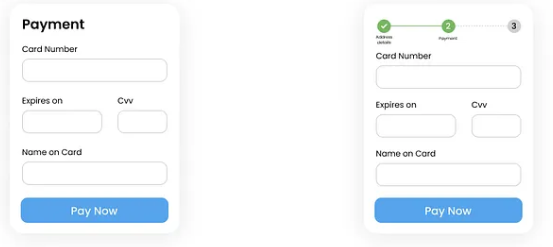 Payment
Card Number
Expires on Cvv
Name on Card
Pay Now
2 3
Address
details Payment
Card Number
Expires on Cvv
Name on Card
Pay Now